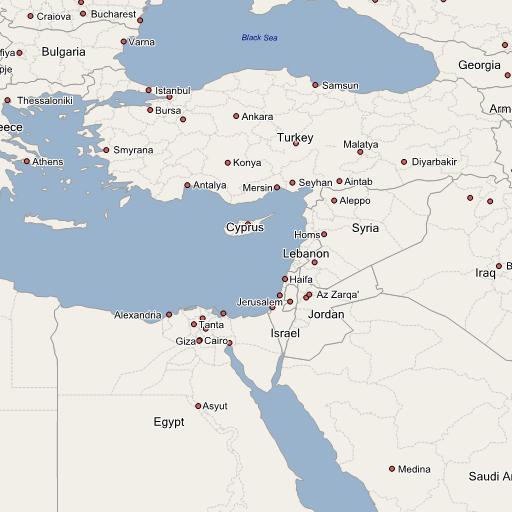 Craiova
Bucharest
Black Sea
Varna
fiya
Bulgaria
Georgia
pje
Istanbul
Samsun
Thessaloniki
Bursa
Ankara
Arm
eece
Turkey
Smyrana
Malatya
Athens
Konya
Diyarbakir
Antalya
Mersin
Seyhan
Aintab
Aleppo
Cyprus
Homs
Syria
Lebanon
Iraq
B
Haifa
Jerusalem
Az Zarqa'
Alexandria
Jordan
Tanta
Israel
Giza
Cairo
Asyut
Egypt
Medina
Saudi Ar